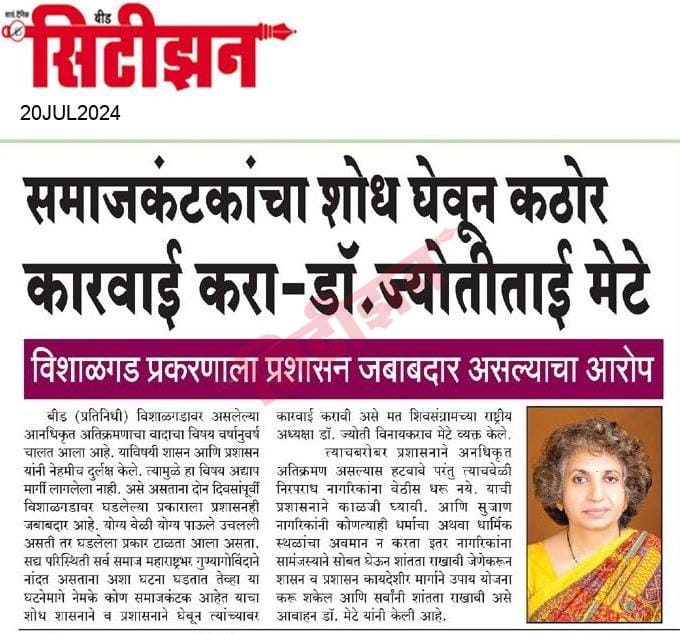 सायं.दैनिक
बीड
सिटीझन
20JUL2024
समाजकंटकांचा शोध घेवून कठोर
कारवाई करा-डॉ.ज्योतीताई मेटे
सिटीझन
विशाळगड प्रकरणाला प्रशासन जबाबदार असल्याचा आरोप
बीड (प्रतिनिधी) विशाळगडावर असलेल्या
आनधिकृत अतिक्रमणाचा वादाचा विषय वर्षानुवर्ष
चालत आला आहे. याविषयी शासन आणि प्रशासन
यांनी नेहमीच दुर्लक्ष केले. त्यामुळे हा विषय अद्याप
मार्गी लागलेला नाही. असे असताना दोन दिवसांपूर्वी
विशाळगडावर घडलेल्या प्रकाराला प्रशासनही
जबाबदार आहे. योग्य वेळी योग्य पाऊले उचलली
असती तर घडलेला प्रकार टाळता आला असता.
सद्य परिस्थिती सर्व समाज महाराष्ट्रभर गुण्यागोविंदाने
नांदत असताना अशा घटना घडतात तेव्हा या
घटनेमागे नेमके कोण समाजकंटक आहेत याचा
शोध शासनाने व प्रशासनाने घेवून त्यांच्यावर
कारवाई करावी असे मत शिवसंग्रामच्या राष्ट्रीय
अध्यक्षा डॉ. ज्योती विनायकराव मेटे व्यक्त केले.
त्याचबरोबर प्रशासनाने अनधिकृत
अतिक्रमण असल्यास हटवावे परंतु त्याचवेळी
निरपराध नागरिकांना वेठीस धरू नये. याची
प्रशासनाने काळजी घ्यावी. आणि सुजाण
नागरिकांनी कोणत्याही धर्माचा अथवा धार्मिक
स्थळांचा अवमान न करता इतर नागरिकांना
सामंजस्याने सोबत घेऊन शांतता राखावी जेणेकरून
शासन व प्रशासन कायदेशीर मार्गाने उपाय योजना
करू शकेल आणि सर्वांनी शांतता राखावी असे
आवाहन डॉ. मेटे यांनी केली आहे.